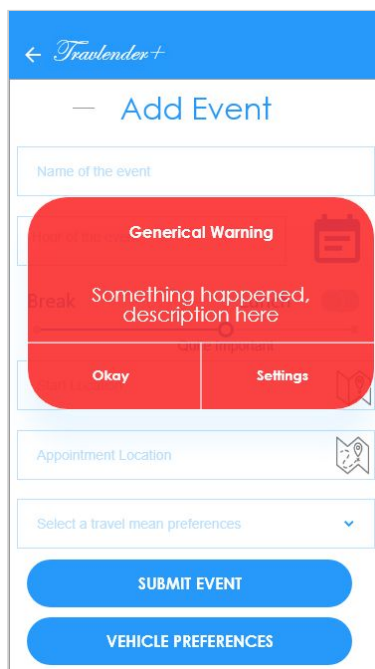 Travlender+
Add Event
Name of the event
Generical Warning
Something happened,
description here
Break
Quite Important
Okay
Settings
Appointment Location
Select a travel mean preferences
SUBMIT EVENT
VEHICLE PREFERENCES